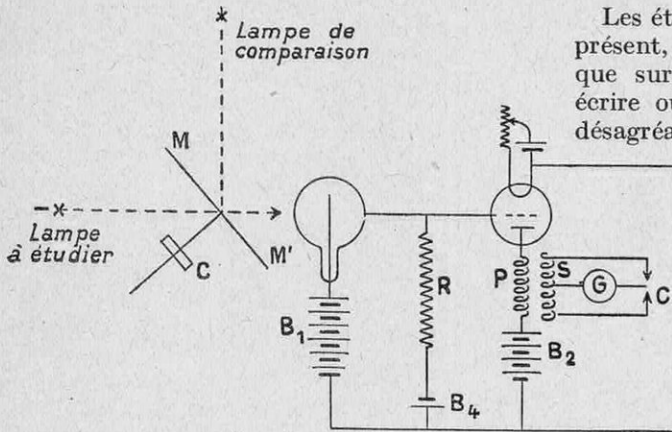 Lampe de
comparaison
Les ét
présent,
que sur
écrire ou
désagréa
M
Lampe
à étudier
C
M'
R
P
S
G
C
B1
B2
B4